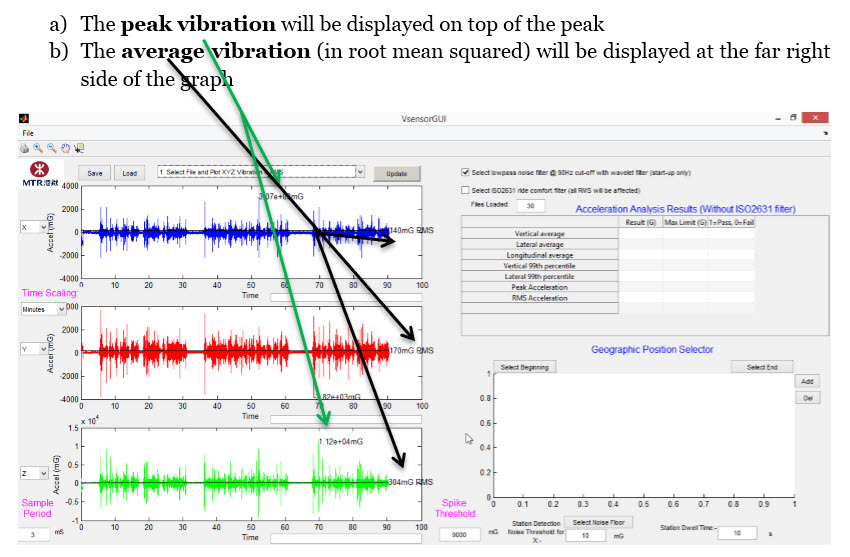 a) The peak vibration will be displayed on top of the peak
b) The average vibration (in root mean squared) will be displayed at the far right
side of the graph
VsensorGUI
File
MTR港鐵
Save Load 1. Select File and Plot XYZ Vibration Update
Select lowpass noise filter @ 90Hz cut-off with wavelet filter (start-up only)
Select ISO2631 ride comfort filter (all RMS will be affected)
Files Loaded: 38
Acceleration Analysis Results (Without ISO2631 filter)
Result (G) Max Limit (G) 1=Pass, 0=Fail
Vertical average
Lateral average
Longitudinal average
Vertical 99th percentile
Lateral 99th percentile
Peak Acceleration
RMS Acceleration
X
Accel (mG)
4000
2000
0
-2000
-4000
140mG RMS
0 10 20 30 40 50 60 70 80 90 100
Time
Time Scaling:
Minutes
Y
Accel (mG)
2000
0
-2000
-4000
170mG RMS
82e+03mG
0 10 20 30 40 50 60 70 80 90 100
Time
Z
Accel (mG)
x 10⁴
1.5
1
0.5
0
-0.5
-1
1.12e+04mG
304mG RMS
0 10 20 30 40 50 60 70 80 90 100
Time
Sample
Period
3 mS
Spike
Threshold
9000 mG
Geographic Position Selector
Select Beginning Select End
Add
Del
1
0.8
0.6
0.4
0.2
0
0 0.1 0.2 0.3 0.4 0.5 0.6 0.7 0.8 0.9 1
Station Detection Select Noise Floor
Noise Threshold for
X:-
10 mG
Station Dwell Time:- 10 s